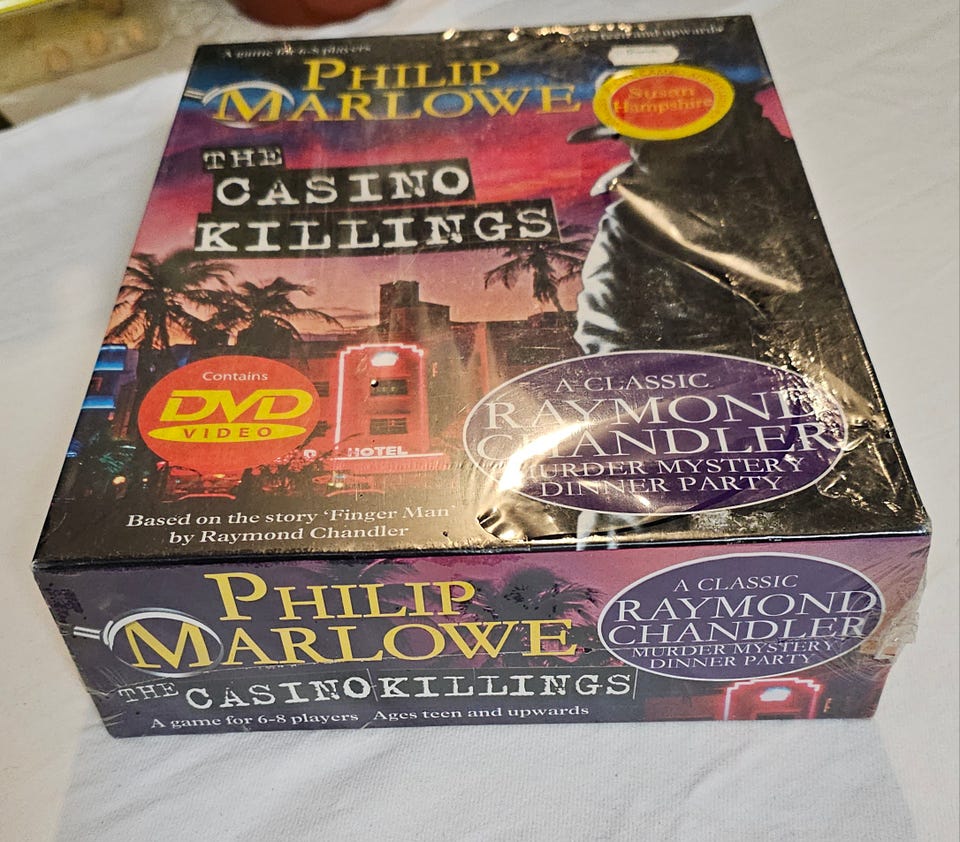 A game for 6-8 players
Ages teen and upwards
PHILIP
MARLOWE
Susan
Hampshire
THE
CASINO
KILLINGS
Contains
DVD
VIDEO
HOTEL
A CLASSIC
RAYMOND
CHANDLER
MURDER MYSTERY
DINNER PARTY
Based on the story ‘Finger Man’
by Raymond Chandler
PHILIP
MARLOWE
THE CASINO KILLINGS
A game for 6-8 players Ages teen and upwards
A CLASSIC
RAYMOND
CHANDLER
MURDER MYSTERY
DINNER PARTY